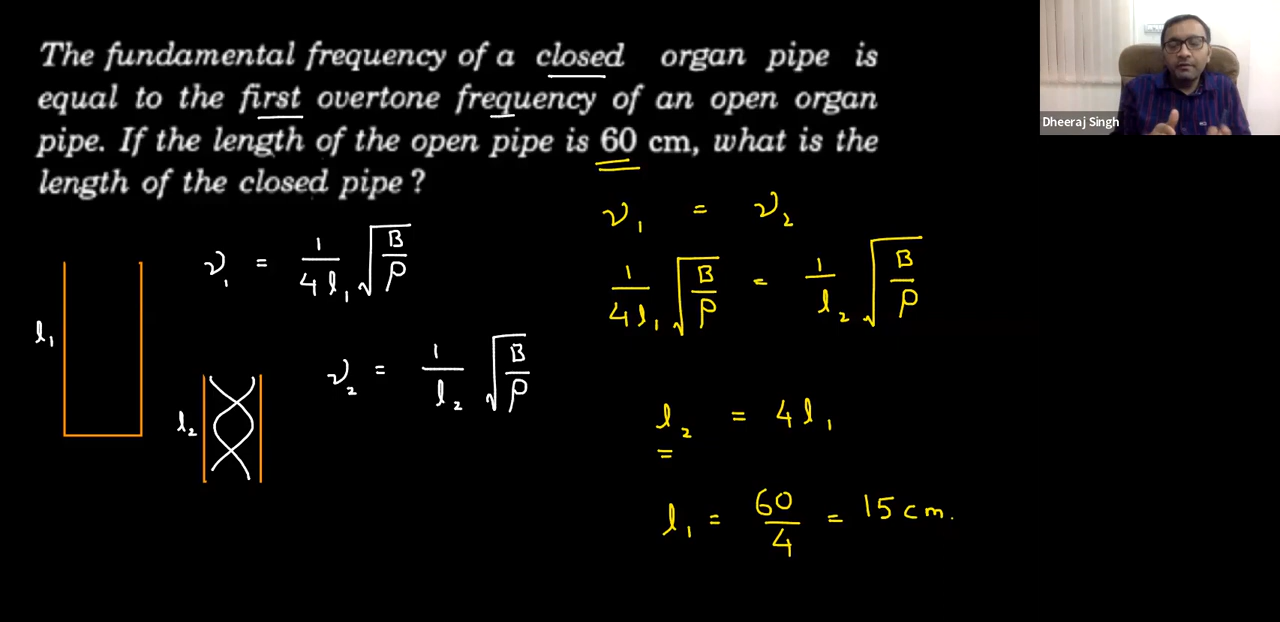 The fundamental frequency of a closed organ pipe is
equal to the first overtone frequency of an open organ
pipe. If the length of the open pipe is 60 cm, what is the
length of the closed pipe ?
Dheeraj Singh
ν₁ = 1/4l₁ √(B/ρ)
l₁
ν₂ = 1/l₂ √(B/ρ)
l₂
ν₁ = ν₂
1/4l₁ √(B/ρ) = 1/l₂ √(B/ρ)
l₂ = 4l₁
l₁ = 60/4 = 15 cm.